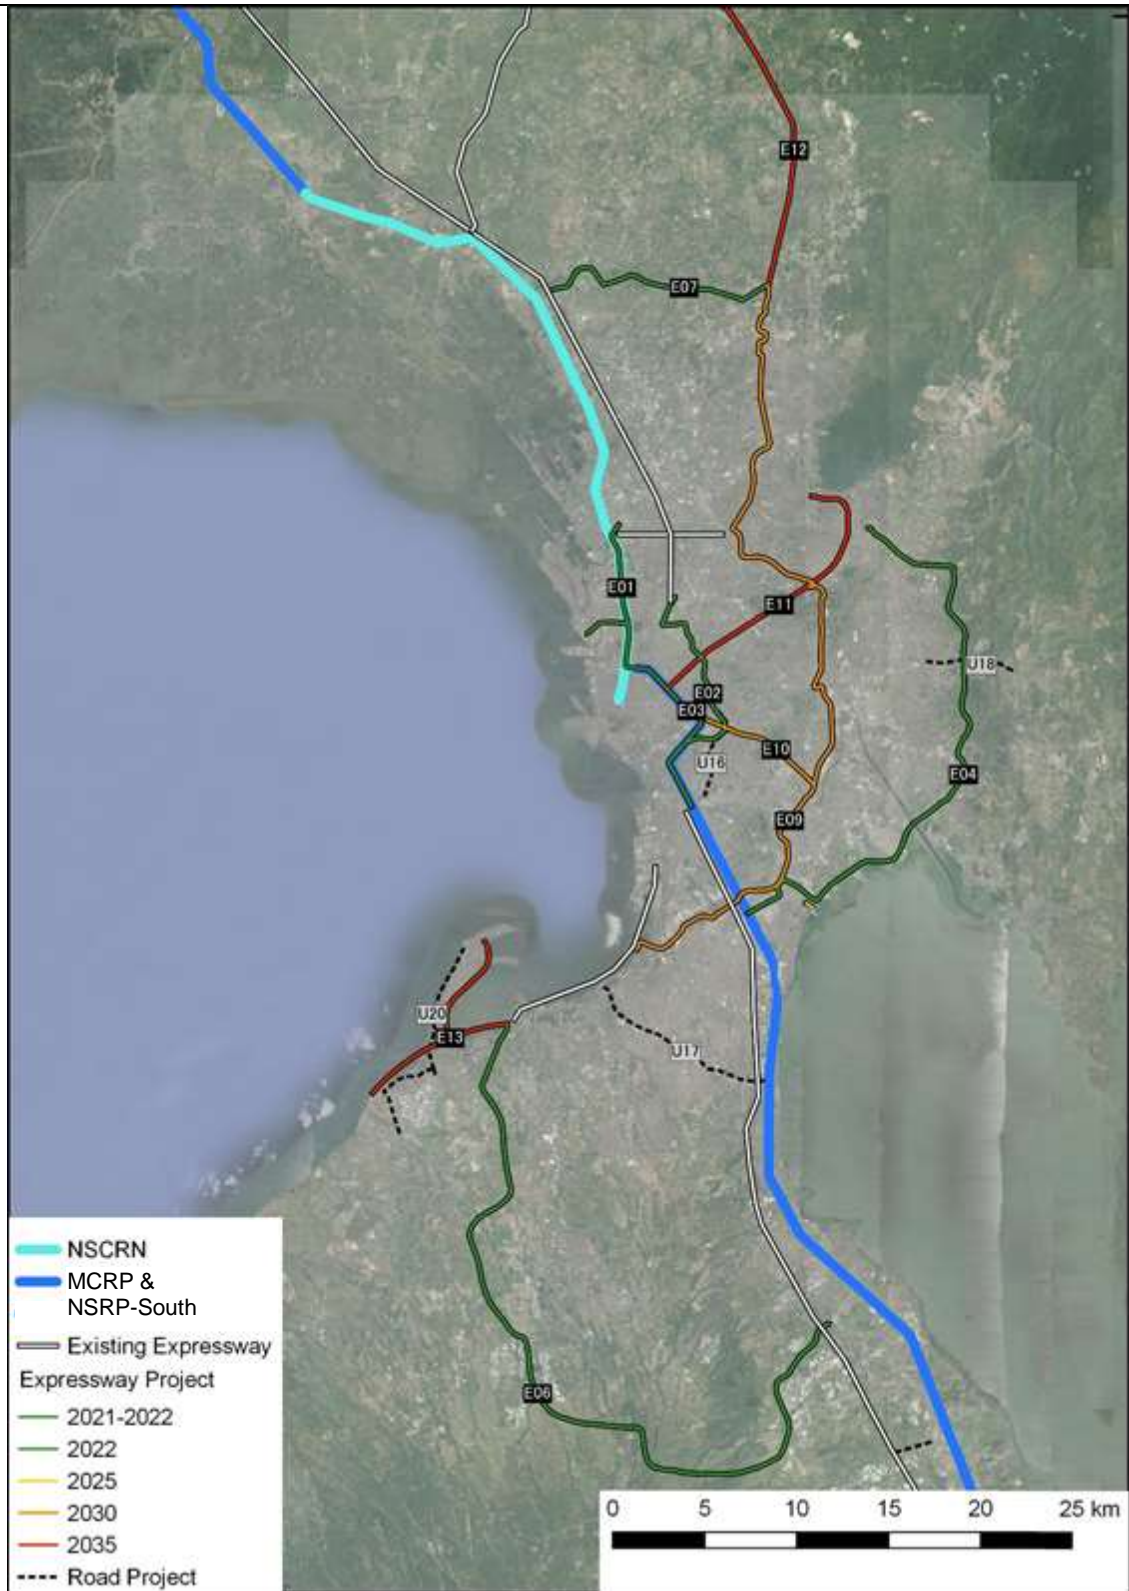 E12
E07
E01
E11
U18
E02
E03
E10
U16
E04
E09
U20
E13
U17
E06
NSCRN
MCRP &
NSRP-South
Existing Expressway
Expressway Project
2021-2022
2022
2025
2030
2035
Road Project
0 5 10 15 20 25 km